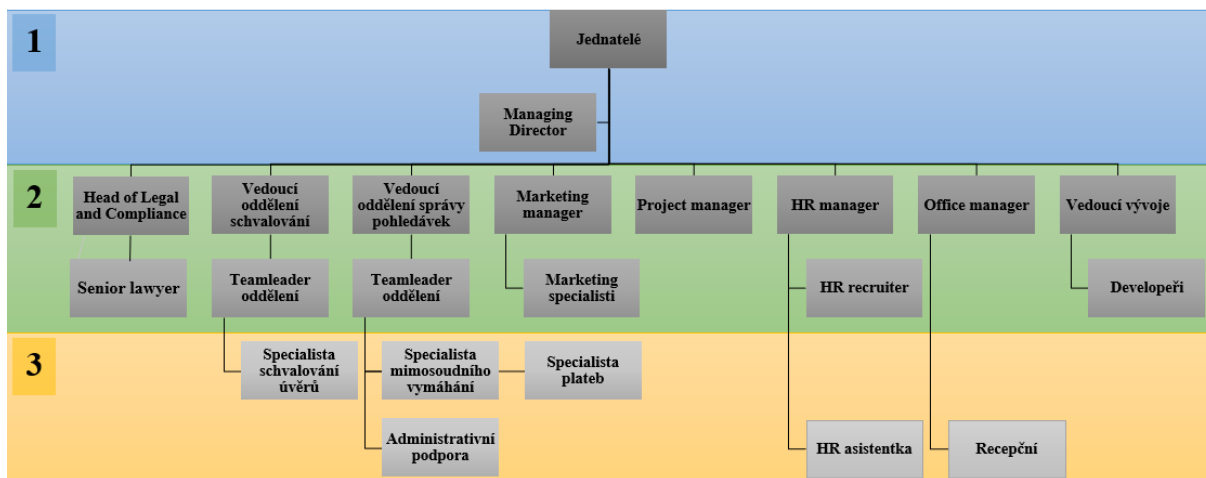 1
Jednatelé
Managing
Director
2
Head of Legal
and Compliance
Vedoucí
oddělení
schvalování
Vedoucí
oddělení správy
pohledávek
Marketing
manager
Project manager
HR manager
Office manager
Vedoucí vývoje
Senior lawyer
Teamleader
oddělení
Teamleader
oddělení
Marketing
specialisti
HR recruiter
Developeři
3
Specialista
schvalování
úvěrů
Specialista
mimosoudního
vymáhání
Specialista
plateb
Administrativní
podpora
HR asistentka
Recepční